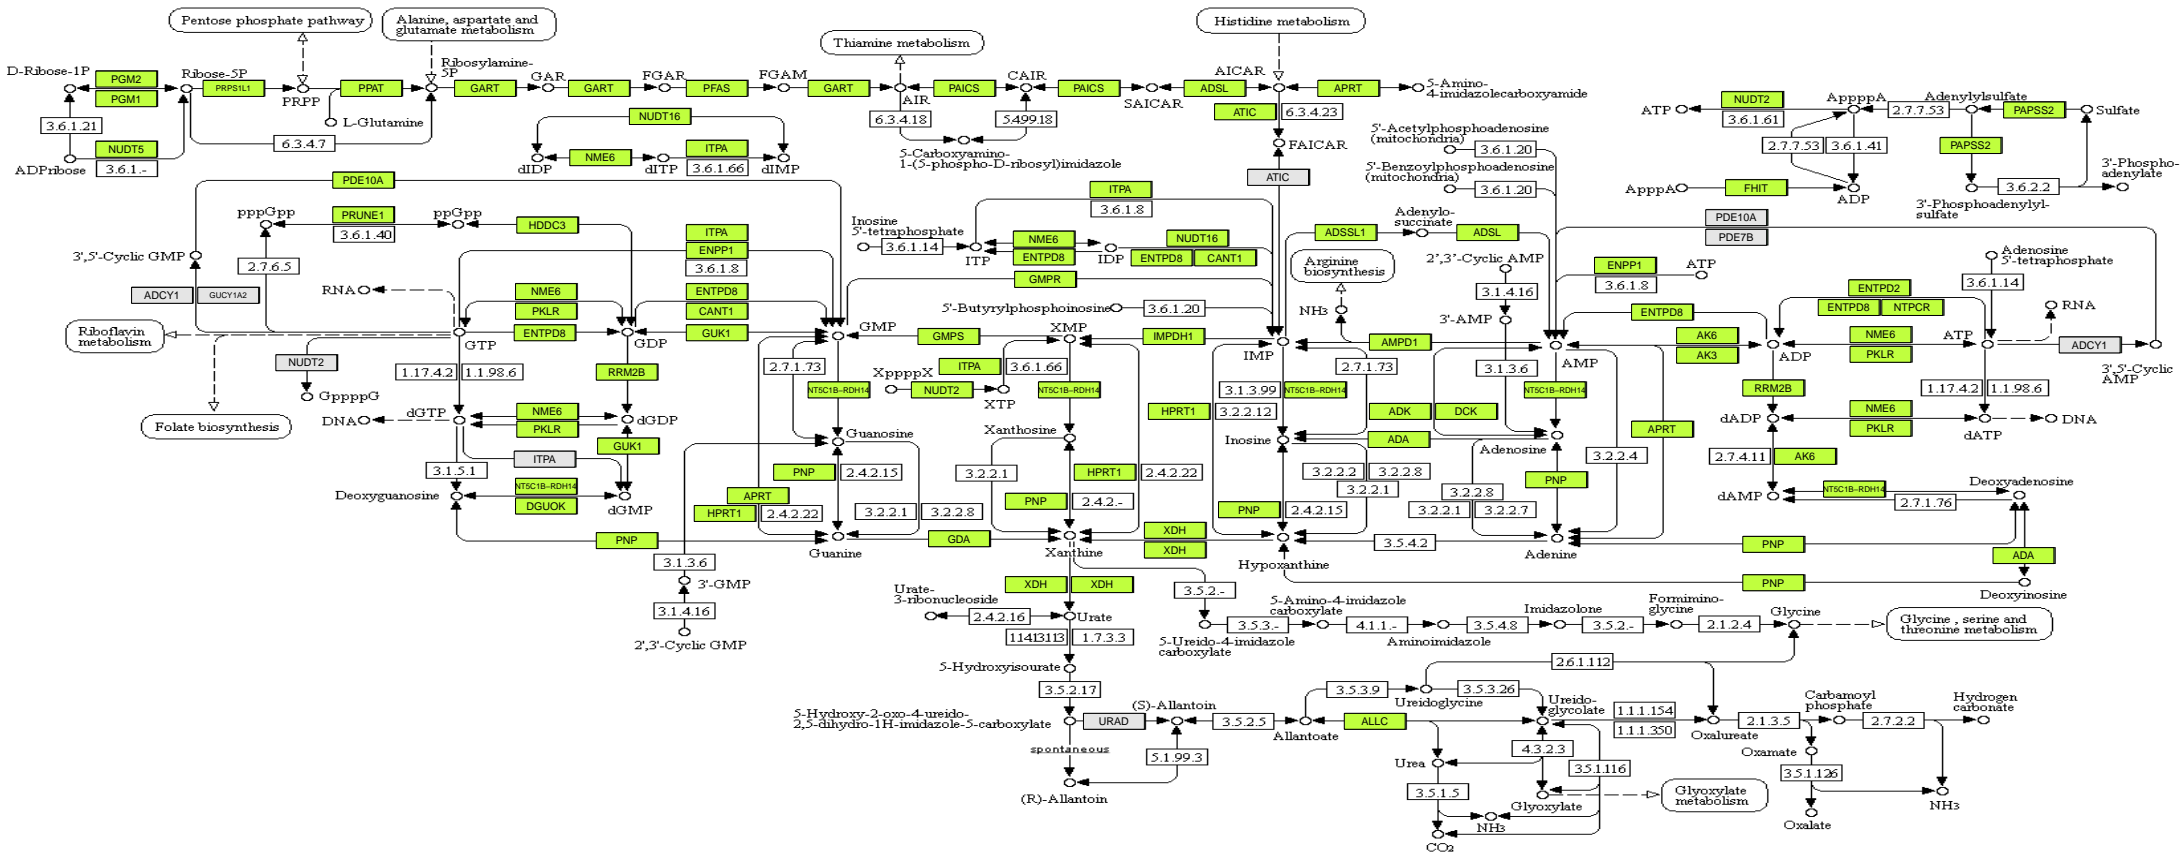 Pentose phosphate pathway
Alanine, aspartate and
glutamate metabolism
Thiamine metabolism
Histidine metabolism
D-Ribose-1P
PGM2
PGM1
Ribose-5P
PRPS1L1
PRPP
PPAT
Ribosylamine-
5P
GART
GAR
GART
FGAR
PFAS
FGAM
GART
AIR
PAICS
CAIR
PAICS
SAICAR
ADSL
AICAR
APRT
5-Amino-
4-imidazolecarboxyamide
3.6.1.21
L-Glutamine
6.3.4.7
NUDT5
3.6.1.-
ADPribose
NUDT16
dIDP
NME6
dITP
ITPA
3.6.1.66
dIMP
6.3.4.18
5.4.99.18
5-Carboxyamino-
1-(5-phospho-D-ribosyl)imidazole
ATIC
6.3.4.23
FAICAR
ATIC
5'-Acetylphosphoadenosine
(mitochondria)
3.6.1.20
5'-Benzoylphosphoadenosine
(mitochondria)
3.6.1.20
ATP
NUDT2
3.6.1.61
AppppA
2.7.7.53
Adenylylsulfate
PAPSS2
Sulfate
2.7.7.53
3.6.1.41
PAPSS2
ApppA
FHIT
ADP
3.6.2.2
3'-Phospho-
adenylate
3'-Phosphoadenylyl-
sulfate
PDE10A
pppGpp
PRUNE1
3.6.1.40
ppGpp
HDDC3
ITPA
ENPP1
3.6.1.8
3',5'-Cyclic GMP
2.7.6.5
ADCY1
GUCY1A2
RNA
Riboflavin
metabolism
NME6
PKLR
ENTPD8
ENTPD8
CANT1
GUK1
GTP
GDP
GMP
NUDT2
GppppG
1.17.4.2
1.1.98.6
RRM2B
Folate biosynthesis
DNA
dGTP
NME6
PKLR
dGDP
GUK1
ITPA
3.1.5.1
Deoxyguanosine
NT5C1B-RDH14
DGUOK
dGMP
PNP
ITPA
3.6.1.8
Inosine
5'-tetraphosphate
3.6.1.14
ITP
NME6
ENTPD8
IDP
NUDT16
ENTPD8
CANT1
GMPR
5'-Butyrylphosphoinosine
3.6.1.20
GMPS
XMP
IMPDH1
IMP
2.7.1.73
NT5C1B-RDH14
XppppX
NUDT2
ITPA
XTP
3.6.1.66
NT5C1B-RDH14
HPRT1
3.1.3.99
3.2.2.12
NT5C1B-RDH14
2.7.1.73
Guanosine
Xanthosine
Inosine
PNP
2.4.2.15
APRT
HPRT1
2.4.2.22
3.2.2.1
3.2.2.8
3.2.2.1
HPRT1
2.4.2.22
PNP
2.4.2.-
PNP
2.4.2.15
3.2.2.2
3.2.2.8
3.2.2.1
Guanine
GDA
Xanthine
XDH
XDH
Hypoxanthine
3.1.3.6
3'-GMP
3.1.4.16
2',3'-Cyclic GMP
ADSSL1
Adenylo-
succinate
ADSL
Arginine
biosynthesis
NH3
2',3'-Cyclic AMP
3.1.4.16
3'-AMP
3.1.3.6
AMPD1
AMP
ADK
DCK
NT5C1B-RDH14
ADA
Adenosine
3.2.2.4
APRT
3.2.2.8
3.2.2.1
3.2.2.7
PNP
3.5.4.2
Adenine
PDE10A
PDE7B
ENPP1
3.6.1.8
ATP
Adenosine
5'-tetraphosphate
3.6.1.14
ENTPD8
AK6
AK3
ADP
ENTPD2
ENTPD8
NTPCR
NME6
PKLR
ATP
RNA
ADCY1
3',5'-Cyclic
AMP
RRM2B
1.17.4.2
1.1.98.6
dADP
NME6
PKLR
dATP
DNA
2.7.4.11
AK6
dAMP
NT5C1B-RDH14
2.7.1.76
Deoxyadenosine
PNP
ADA
PNP
Deoxyinosine
XDH
XDH
Urate-
3-ribonucleoside
2.4.2.16
Urate
1.14.13.113
1.7.3.3
5-Hydroxyisourate
3.5.2.17
5-Hydroxy-2-oxo-4-ureido-
2,5-dihydro-1H-imidazole-5-carboxylate
URAD
spontaneous
(S)-Allantoin
5.1.99.3
(R)-Allantoin
3.5.2.-
5-Ureido-4-imidazole
carboxylate
3.5.3.-
5-Amino-4-imidazole
carboxylate
4.1.1.-
Aminoimidazole
3.5.4.8
Imidazolone
3.5.2.-
Formimino-
glycine
2.1.2.4
Glycine
Glycine , serine and
threonine metabolism
2.6.1.112
3.5.2.5
Allantoate
3.5.3.9
Ureidoglycine
3.5.3.26
ALLC
Ureido-
glycolate
1.1.1.154
1.1.1.350
Oxalureate
2.1.3.5
Carbamoyl
phosphate
2.7.2.2
Hydrogen
carbonate
Urea
4.3.2.3
3.5.1.116
Oxamate
3.5.1.126
3.5.1.5
Glyoxylate
Glyoxylate
metabolism
NH3
NH3
CO2
Oxalate